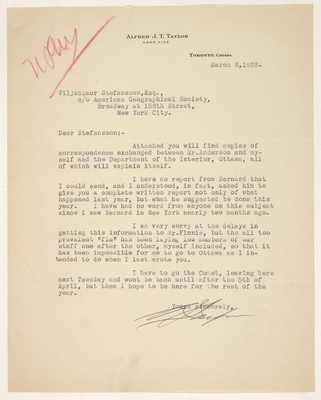 ALFRED J. T. TAYLOR
TORONTO, CANADA
March 6, 1923.
Viljahlmur Stefansson, Esq.,
c/o American Geographical Society,
Broadway at 156th Street,
New York City.
Dear Stefansson:-
Attached you will find copies of
correspondence exchanged between Mr. Anderson and my-
self and the Department of the Interior, Ottawa, all
of which will explain itself.
I have no report from Bernard that
I could send, and I understood, in fact, asked him to
give you a complete written report not only of what
happened last year, but what he suggested be done this
year. I have had no word from anyone on this subject
since I saw Bernard in New York nearly two months ago.
I am very sorry at the delays in
getting this information to Mr. Finnie, but the all too
prevalent "flu" has been laying low members of our
staff one after the other, myself included, so that it
has been impossible for me to go to Ottawa as I in-
tended to do when I last wrote you.
I have to go the Coast, leaving here
next Tuesday and wont be back until after the 5th of
April, but then I hope to be here for the rest of the
year.
Yours sincerely,